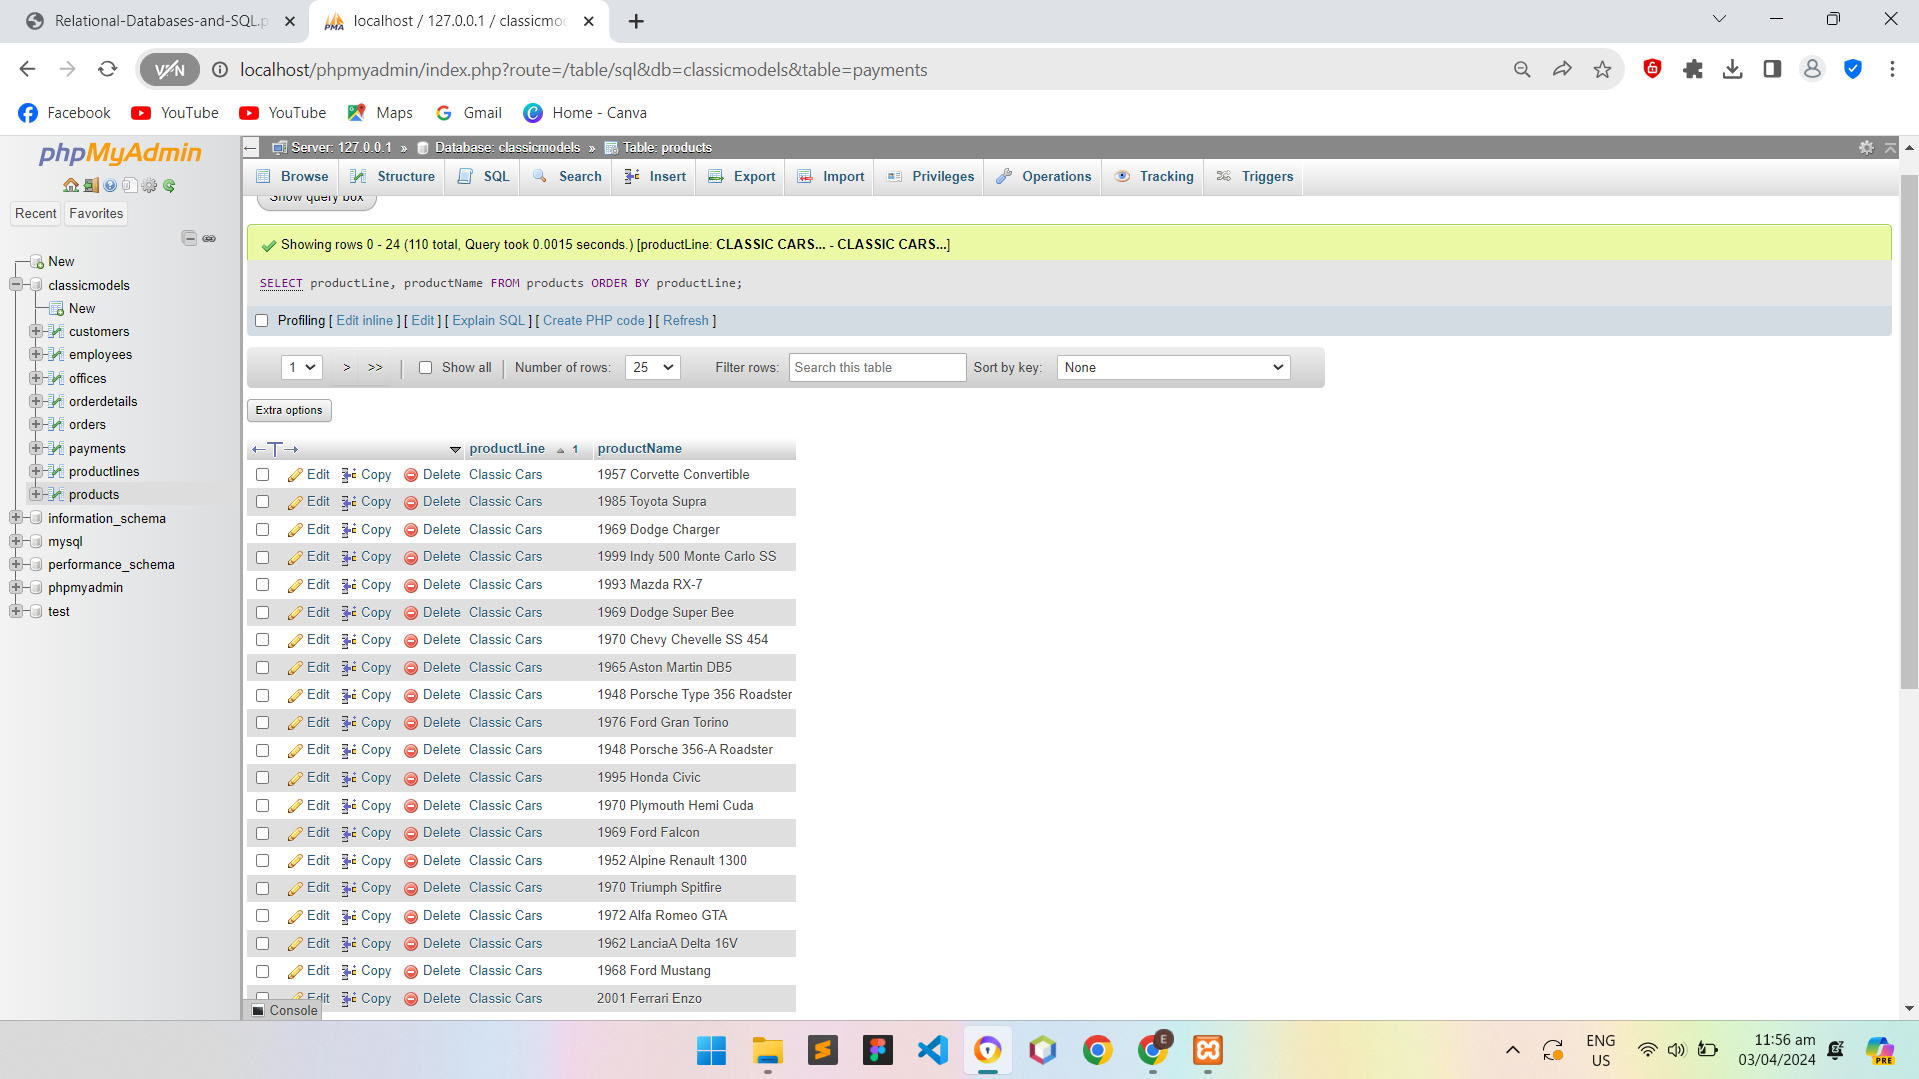 Relational-Databases-and-SQL.p
localhost / 127.0.0.1 / classicmo
VPN
localhost/phpmyadmin/index.php?route=/table/sql&db=classicmodels&table=payments
Facebook YouTube YouTube Maps Gmail Home - Canva
phpMyAdmin
Recent Favorites
New
classicmodels
New
customers
employees
offices
orderdetails
orders
payments
productlines
products
information_schema
mysql
performance_schema
phpmyadmin
test
Server: 127.0.0.1 » Database: classicmodels » Table: products
Browse Structure SQL Search Insert Export Import Privileges Operations Tracking Triggers
Show query box
Showing rows 0 - 24 (110 total, Query took 0.0015 seconds.) [productLine: CLASSIC CARS... - CLASSIC CARS...]
SELECT productLine, productName FROM products ORDER BY productLine;
Profiling [ Edit inline ] [ Edit ] [ Explain SQL ] [ Create PHP code ] [ Refresh ]
1 > >> Show all Number of rows: 25 Filter rows: Search this table Sort by key: None
Extra options
←T→ productLine 1 productName
Edit Copy Delete Classic Cars 1957 Corvette Convertible
Edit Copy Delete Classic Cars 1985 Toyota Supra
Edit Copy Delete Classic Cars 1969 Dodge Charger
Edit Copy Delete Classic Cars 1999 Indy 500 Monte Carlo SS
Edit Copy Delete Classic Cars 1993 Mazda RX-7
Edit Copy Delete Classic Cars 1969 Dodge Super Bee
Edit Copy Delete Classic Cars 1970 Chevy Chevelle SS 454
Edit Copy Delete Classic Cars 1965 Aston Martin DB5
Edit Copy Delete Classic Cars 1948 Porsche Type 356 Roadster
Edit Copy Delete Classic Cars 1976 Ford Gran Torino
Edit Copy Delete Classic Cars 1948 Porsche 356-A Roadster
Edit Copy Delete Classic Cars 1995 Honda Civic
Edit Copy Delete Classic Cars 1970 Plymouth Hemi Cuda
Edit Copy Delete Classic Cars 1969 Ford Falcon
Edit Copy Delete Classic Cars 1952 Alpine Renault 1300
Edit Copy Delete Classic Cars 1970 Triumph Spitfire
Edit Copy Delete Classic Cars 1972 Alfa Romeo GTA
Edit Copy Delete Classic Cars 1962 LanciaA Delta 16V
Edit Copy Delete Classic Cars 1968 Ford Mustang
Edit Copy Delete Classic Cars 2001 Ferrari Enzo
Console
E
ENG
US
11:56 am
03/04/2024
PRE